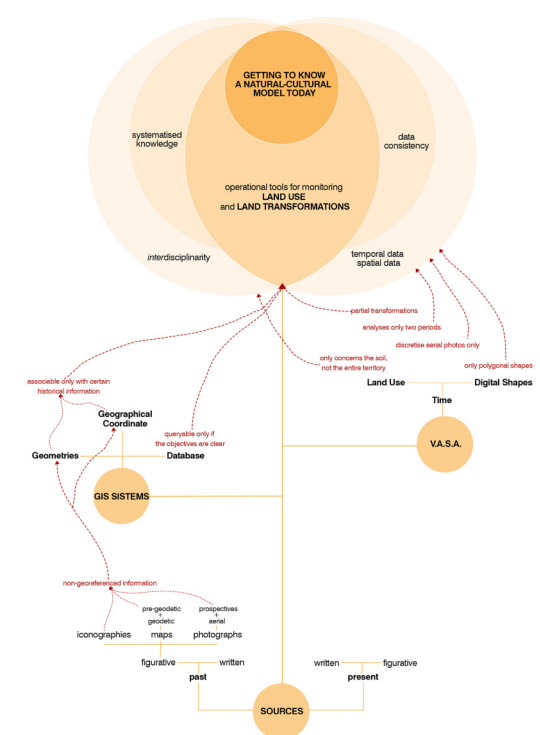 GETTING TO KNOW
A NATURAL-CULTURAL
MODEL TODAY
systematised
knowledge
data
consistency
operational tools for monitoring
LAND USE
and LAND TRANSFORMATIONS
interdisciplinarity
temporal data
spatial data
partial transformations
analyses only two periods
discretise aerial photos only
only concerns the soil,
not the entire territory
only polygonal shapes
associable only with certain
historical information
Land Use
Digital Shapes
Time
Geographical
Coordinate
queryable only if
the objectives are clear
V.A.S.A.
Geometries
Database
GIS SISTEMS
non-georeferenced information
pre-geodetic
+
geodetic
prospectives
+
aerial
iconographies
maps
photographs
figurative
written
past
written
figurative
present
SOURCES